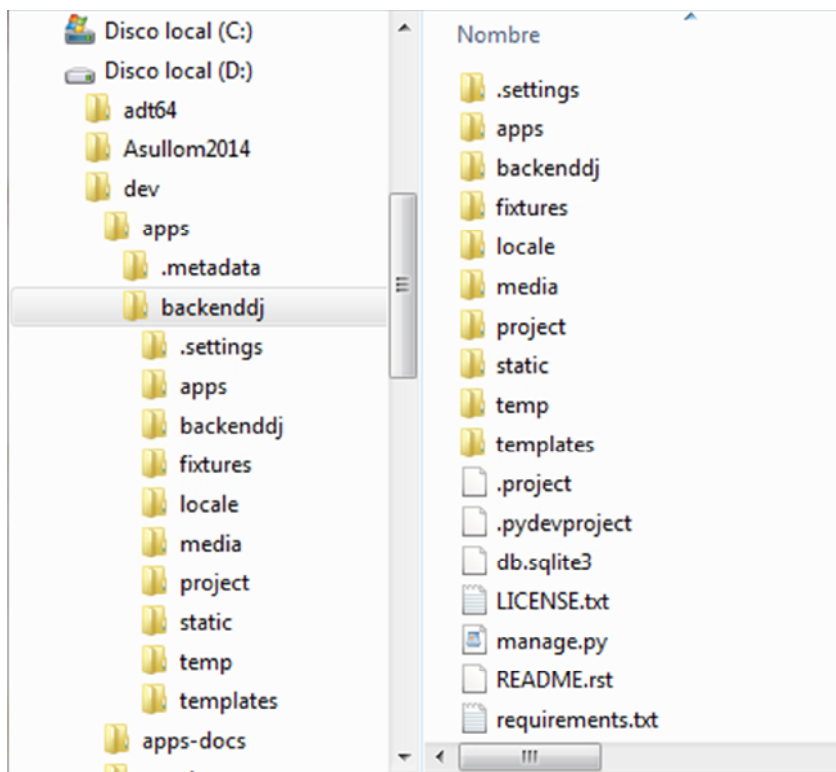 Disco local (C:)
Disco local (D:)
adt64
Asullom2014
dev
apps
.metadata
backenddj
.settings
apps
backenddj
fixtures
locale
media
project
static
temp
templates
apps-docs
Nombre
.settings
apps
backenddj
fixtures
locale
media
project
static
temp
templates
.project
.pydevproject
db.sqlite3
LICENSE.txt
manage.py
README.rst
requirements.txt